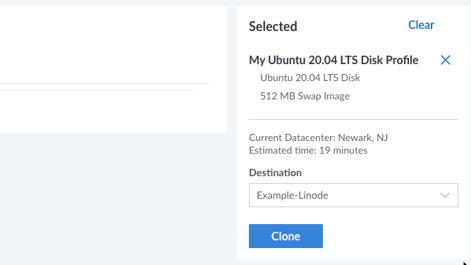 Selected Clear
My Ubuntu 20.04 LTS Disk Profile
Ubuntu 20.04 LTS Disk
512 MB Swap Image
Current Datacenter: Newark, NJ
Estimated time: 19 minutes
Destination
Example-Linode
Clone